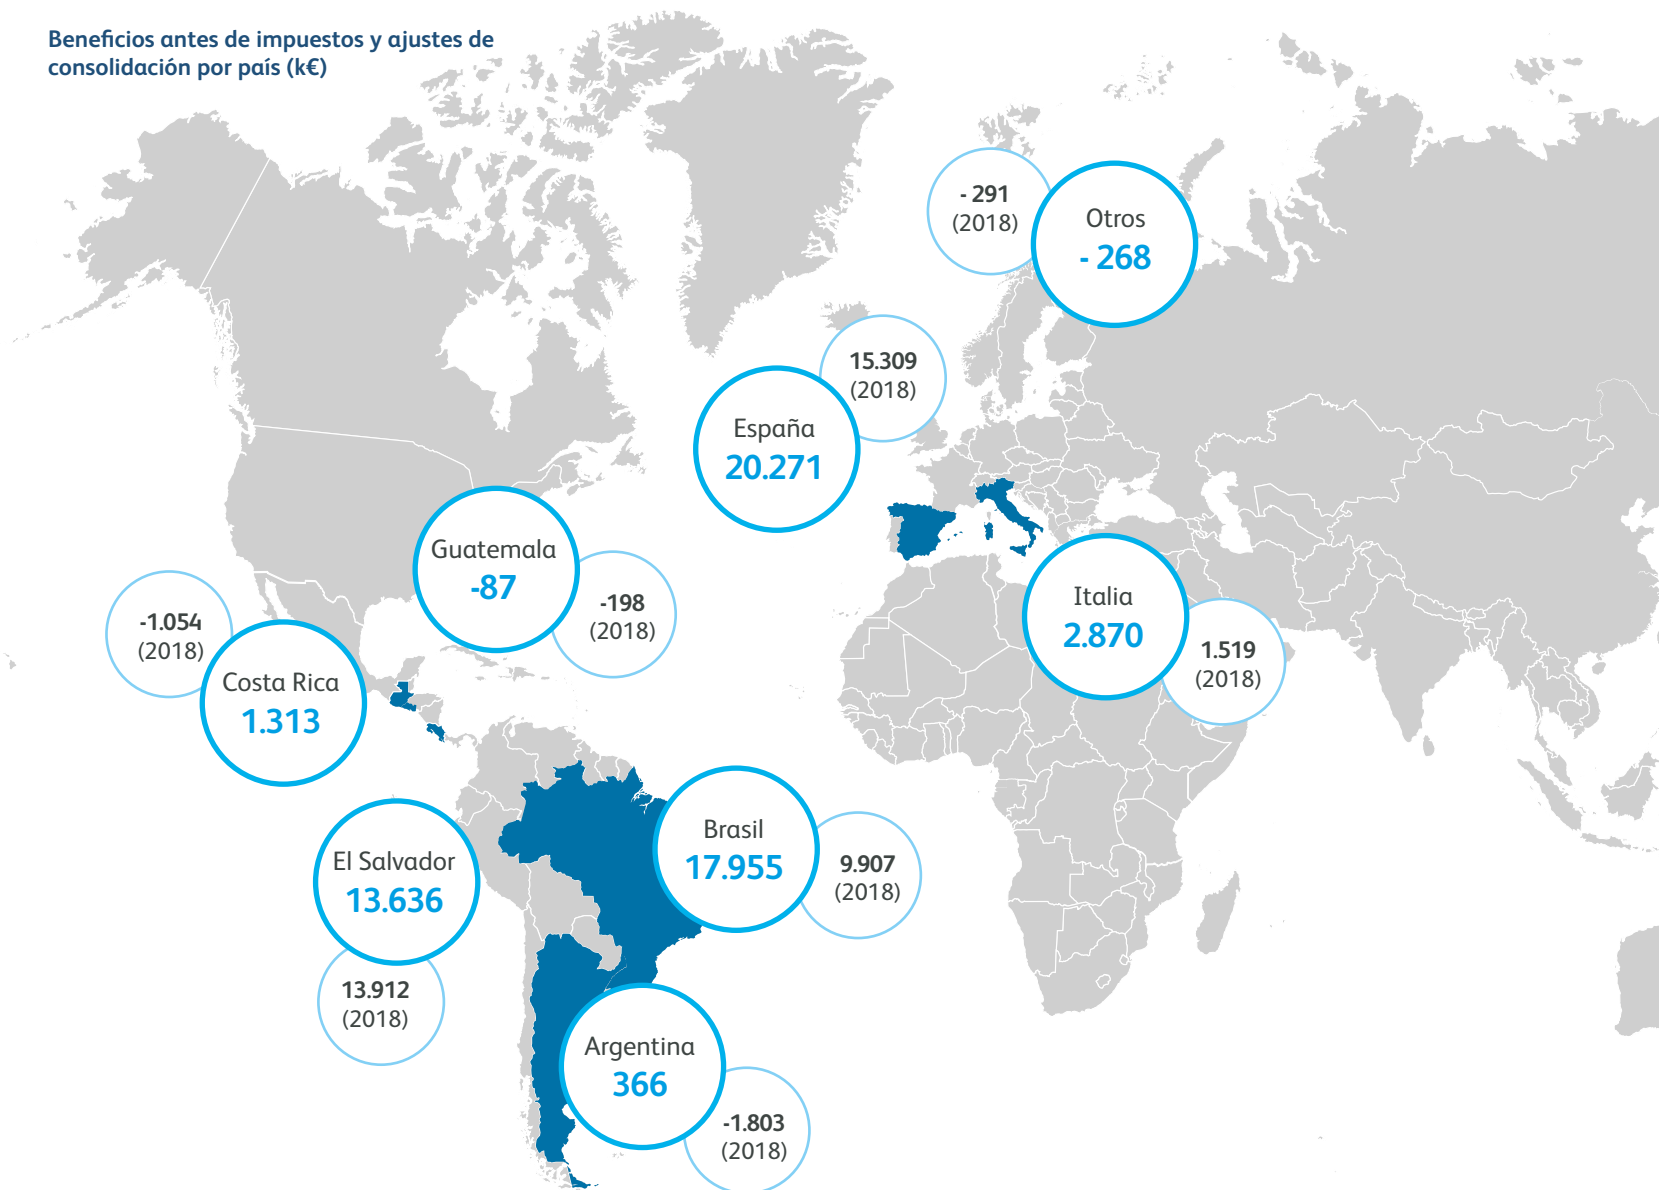 Beneficios antes de impuestos y ajustes de
consolidación por país (k€)
- 291
(2018)
Otros
- 268
15.309
(2018)
España
20.271
Guatemala
-87
-198
(2018)
-1.054
(2018)
Costa Rica
1.313
Italia
2.870
1.519
(2018)
Brasil
17.955
9.907
(2018)
El Salvador
13.636
13.912
(2018)
Argentina
366
-1.803
(2018)